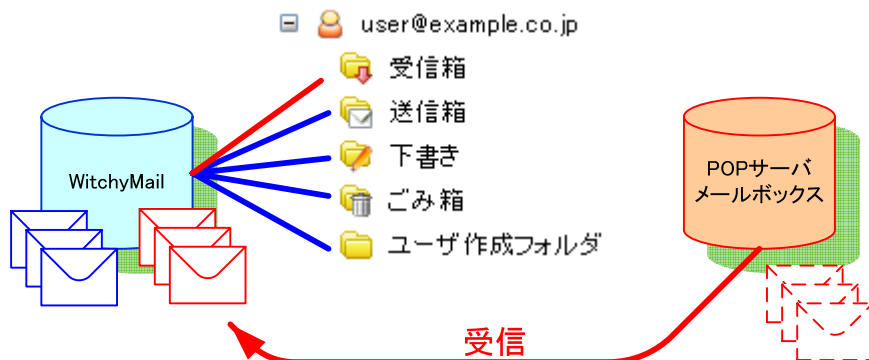 user@example.co.jp
受信箱
送信箱
下書き
ごみ箱
ユーザ作成フォルダ
WitchyMail
POPサーバ
メールボックス
受信